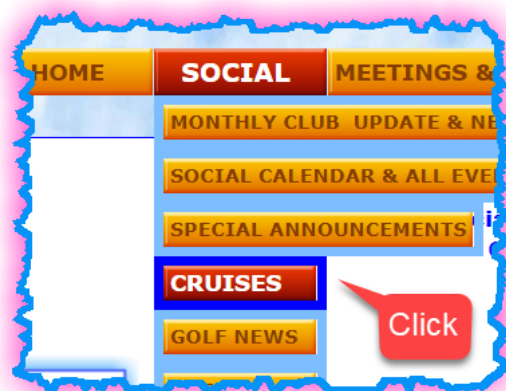 HOME SOCIAL MEETINGS &
MONTHLY CLUB UPDATE & NE
SOCIAL CALENDAR & ALL EVE
SPECIAL ANNOUNCEMENTS
CRUISES
Click
GOLF NEWS